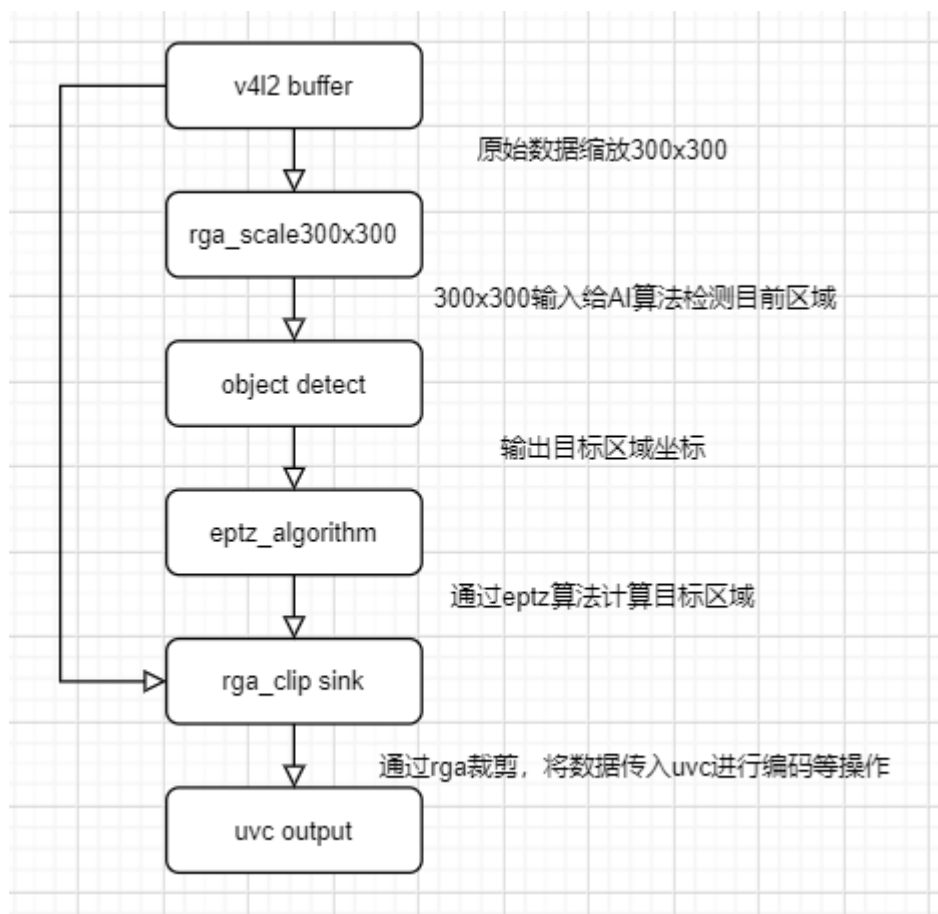 v4l2 buffer
原始数据缩放300x300
rga_scale300x300
300x300输入给AI算法检测目前区域
object detect
输出目标区域坐标
eptz_algorithm
通过eptz算法计算目标区域
rga_clip sink
通过rga裁剪，将数据传入uvc进行编码等操作
uvc output